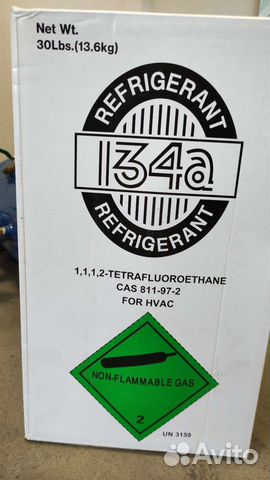 Net Wt.
30Lbs.(13.6kg)
REFRIGERANT
134a
REFRIGERANT
1,1,1,2-TETRAFLUOROETHANE
CAS 811-97-2
FOR HVAC
NON-FLAMMABLE GAS
2
UN 3159
Avito